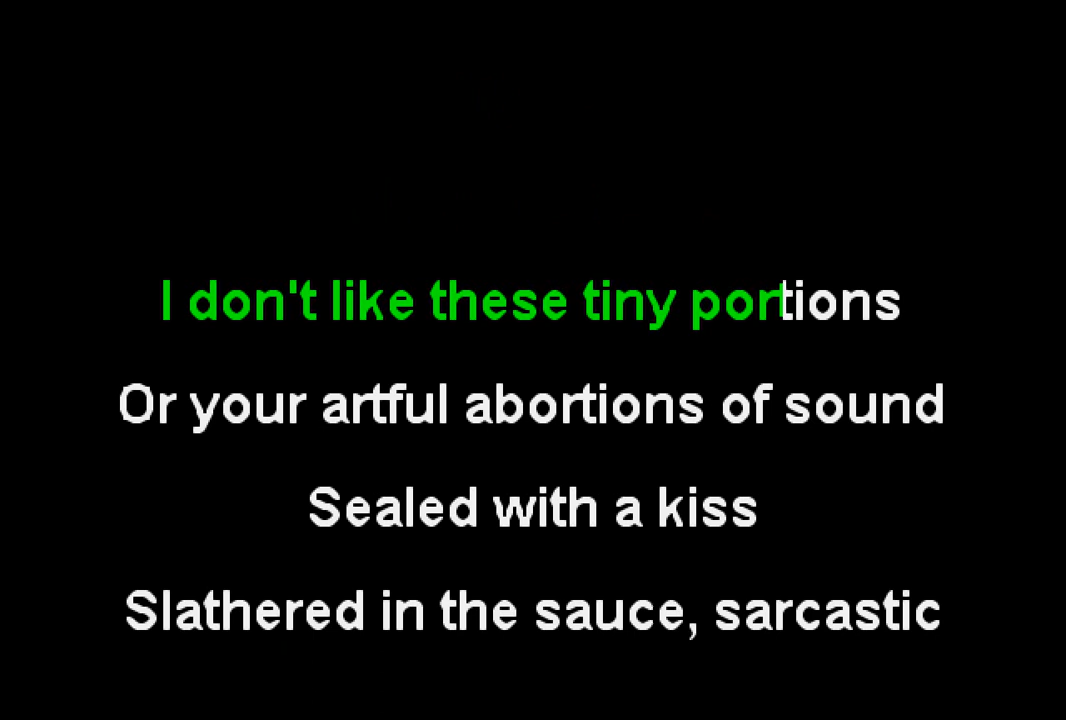 I don't like these tiny portions
Or your artful abortions of sound
Sealed with a kiss
Slathered in the sauce, sarcastic